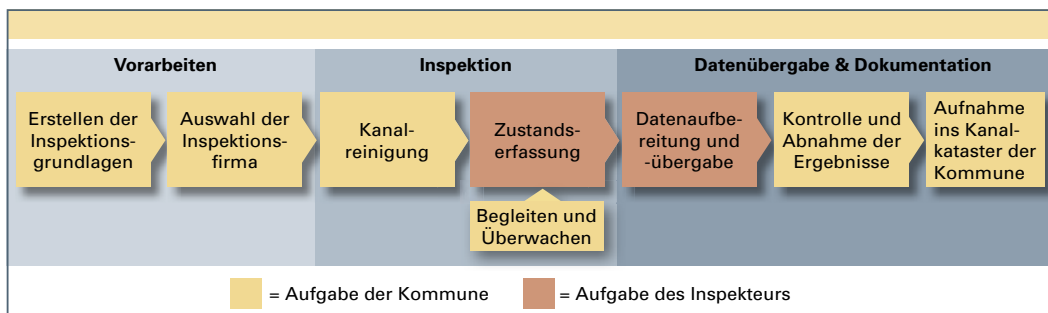 Vorarbeiten
Inspektion
Datenübergabe & Dokumentation
Erstellen der
Inspektions-
grundlagen
Auswahl der
Inspektions-
firma
Kanal-
reinigung
Zustands-
erfassung
Datenaufbe-
reitung und
-übergabe
Kontrolle und
Abnahme der
Ergebnisse
Aufnahme
ins Kanal-
kataster der
Kommune
Begleiten und
Überwachen
= Aufgabe der Kommune
= Aufgabe des Inspekteurs